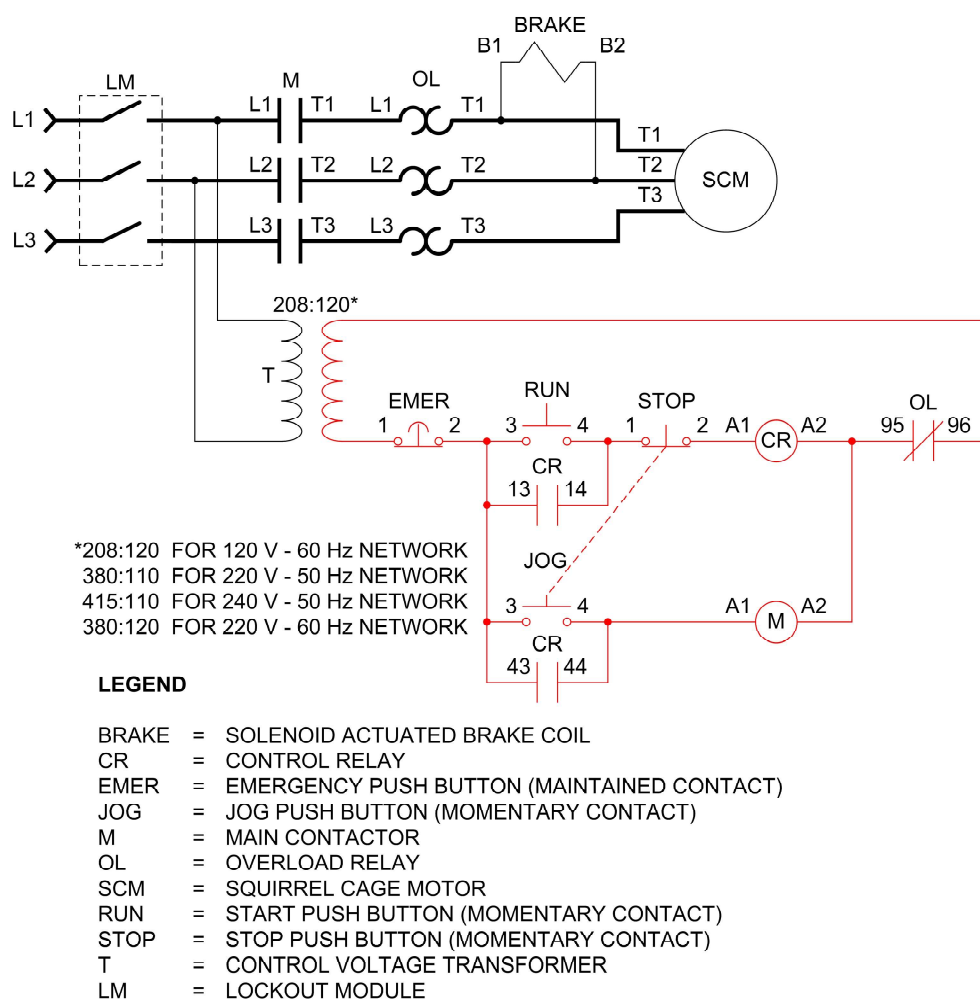 BRAKE
B1 B2
LM M OL
L1 L1 T1 L1 T1 T1
L2 L2 T2 L2 T2 T2
L3 L3 T3 L3 T3 T3
SCM
208:120*
T
EMER RUN STOP OL
1 2 3 4 1 2 A1 CR A2 95 96
CR
13 14
JOG
3 4 A1 M A2
CR
43 44
*208:120 FOR 120 V - 60 Hz NETWORK
380:110 FOR 220 V - 50 Hz NETWORK
415:110 FOR 240 V - 50 Hz NETWORK
380:120 FOR 220 V - 60 Hz NETWORK
LEGEND
BRAKE = SOLENOID ACTUATED BRAKE COIL
CR = CONTROL RELAY
EMER = EMERGENCY PUSH BUTTON (MAINTAINED CONTACT)
JOG = JOG PUSH BUTTON (MOMENTARY CONTACT)
M = MAIN CONTACTOR
OL = OVERLOAD RELAY
SCM = SQUIRREL CAGE MOTOR
RUN = START PUSH BUTTON (MOMENTARY CONTACT)
STOP = STOP PUSH BUTTON (MOMENTARY CONTACT)
T = CONTROL VOLTAGE TRANSFORMER
LM = LOCKOUT MODULE